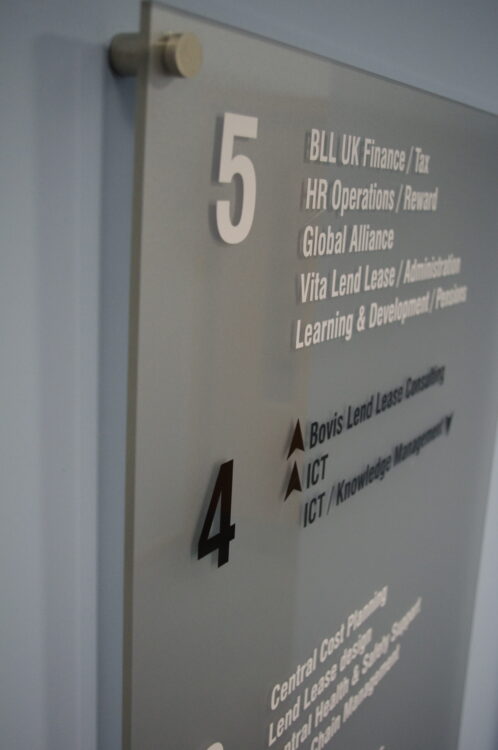 5
BLL UK Finance / Tax
HR Operations / Reward
Global Alliance
Vita Lend Lease / Administration
Learning & Development / Pensions
4
Bovis Lend Lease Consulting
ICT
ICT / Knowledge Management
Central Cost Planning
Lend Lease design
Health & Safety Support
Chain Management